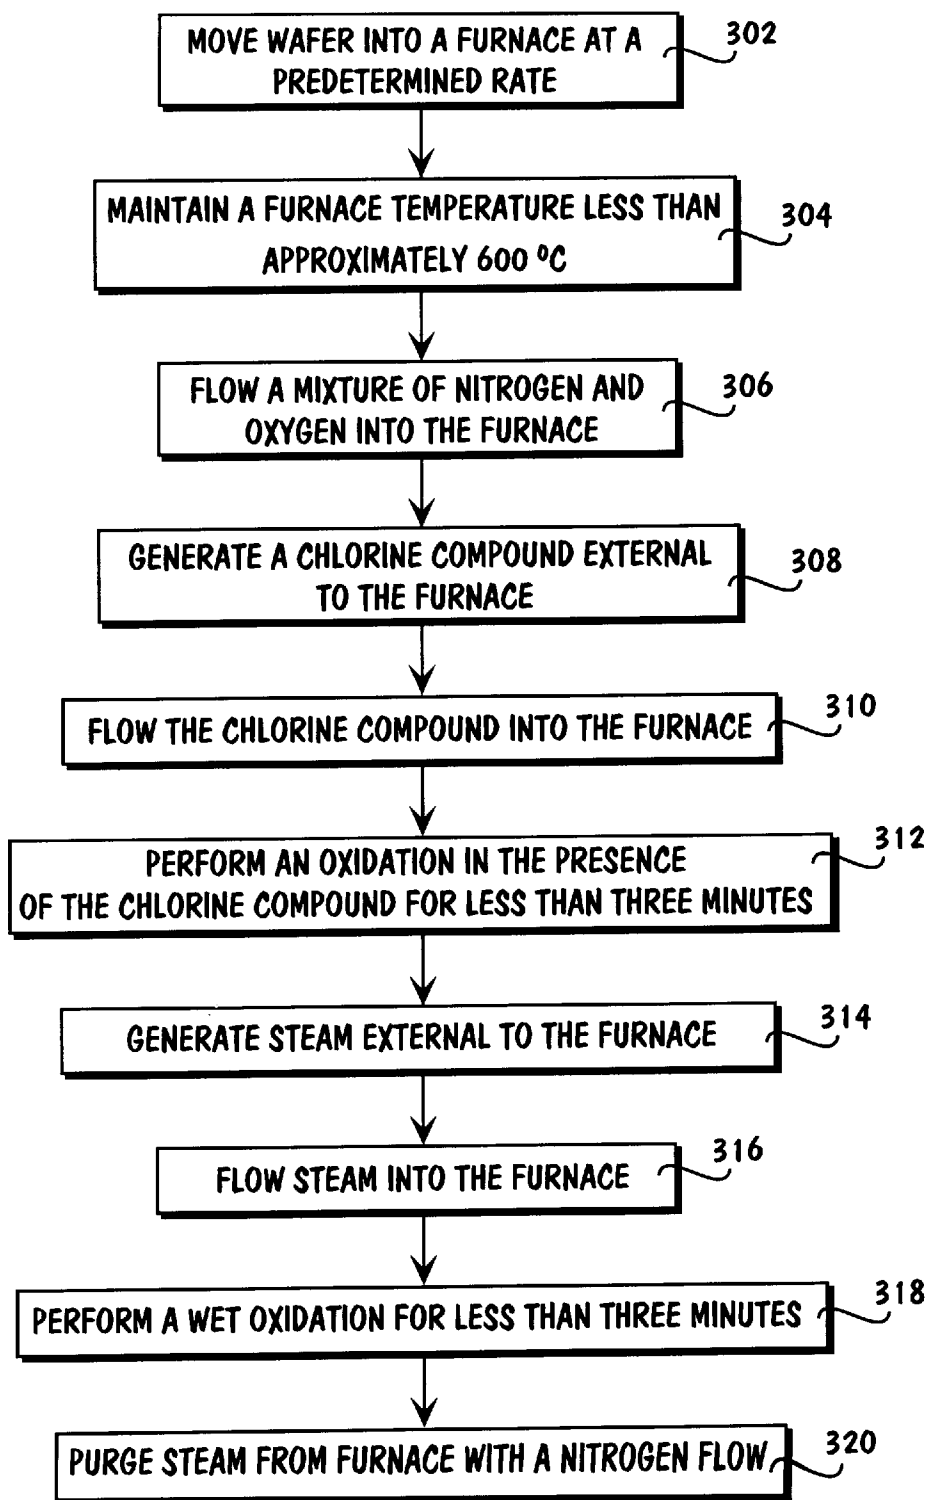 MOVE WAFER INTO A FURNACE AT A
PREDETERMINED RATE
302
MAINTAIN A FURNACE TEMPERATURE LESS THAN
APPROXIMATELY 600 ºC
304
FLOW A MIXTURE OF NITROGEN AND
OXYGEN INTO THE FURNACE
306
GENERATE A CHLORINE COMPOUND EXTERNAL
TO THE FURNACE
308
FLOW THE CHLORINE COMPOUND INTO THE FURNACE
310
PERFORM AN OXIDATION IN THE PRESENCE
OF THE CHLORINE COMPOUND FOR LESS THAN THREE MINUTES
312
GENERATE STEAM EXTERNAL TO THE FURNACE
314
FLOW STEAM INTO THE FURNACE
316
PERFORM A WET OXIDATION FOR LESS THAN THREE MINUTES
318
PURGE STEAM FROM FURNACE WITH A NITROGEN FLOW
320